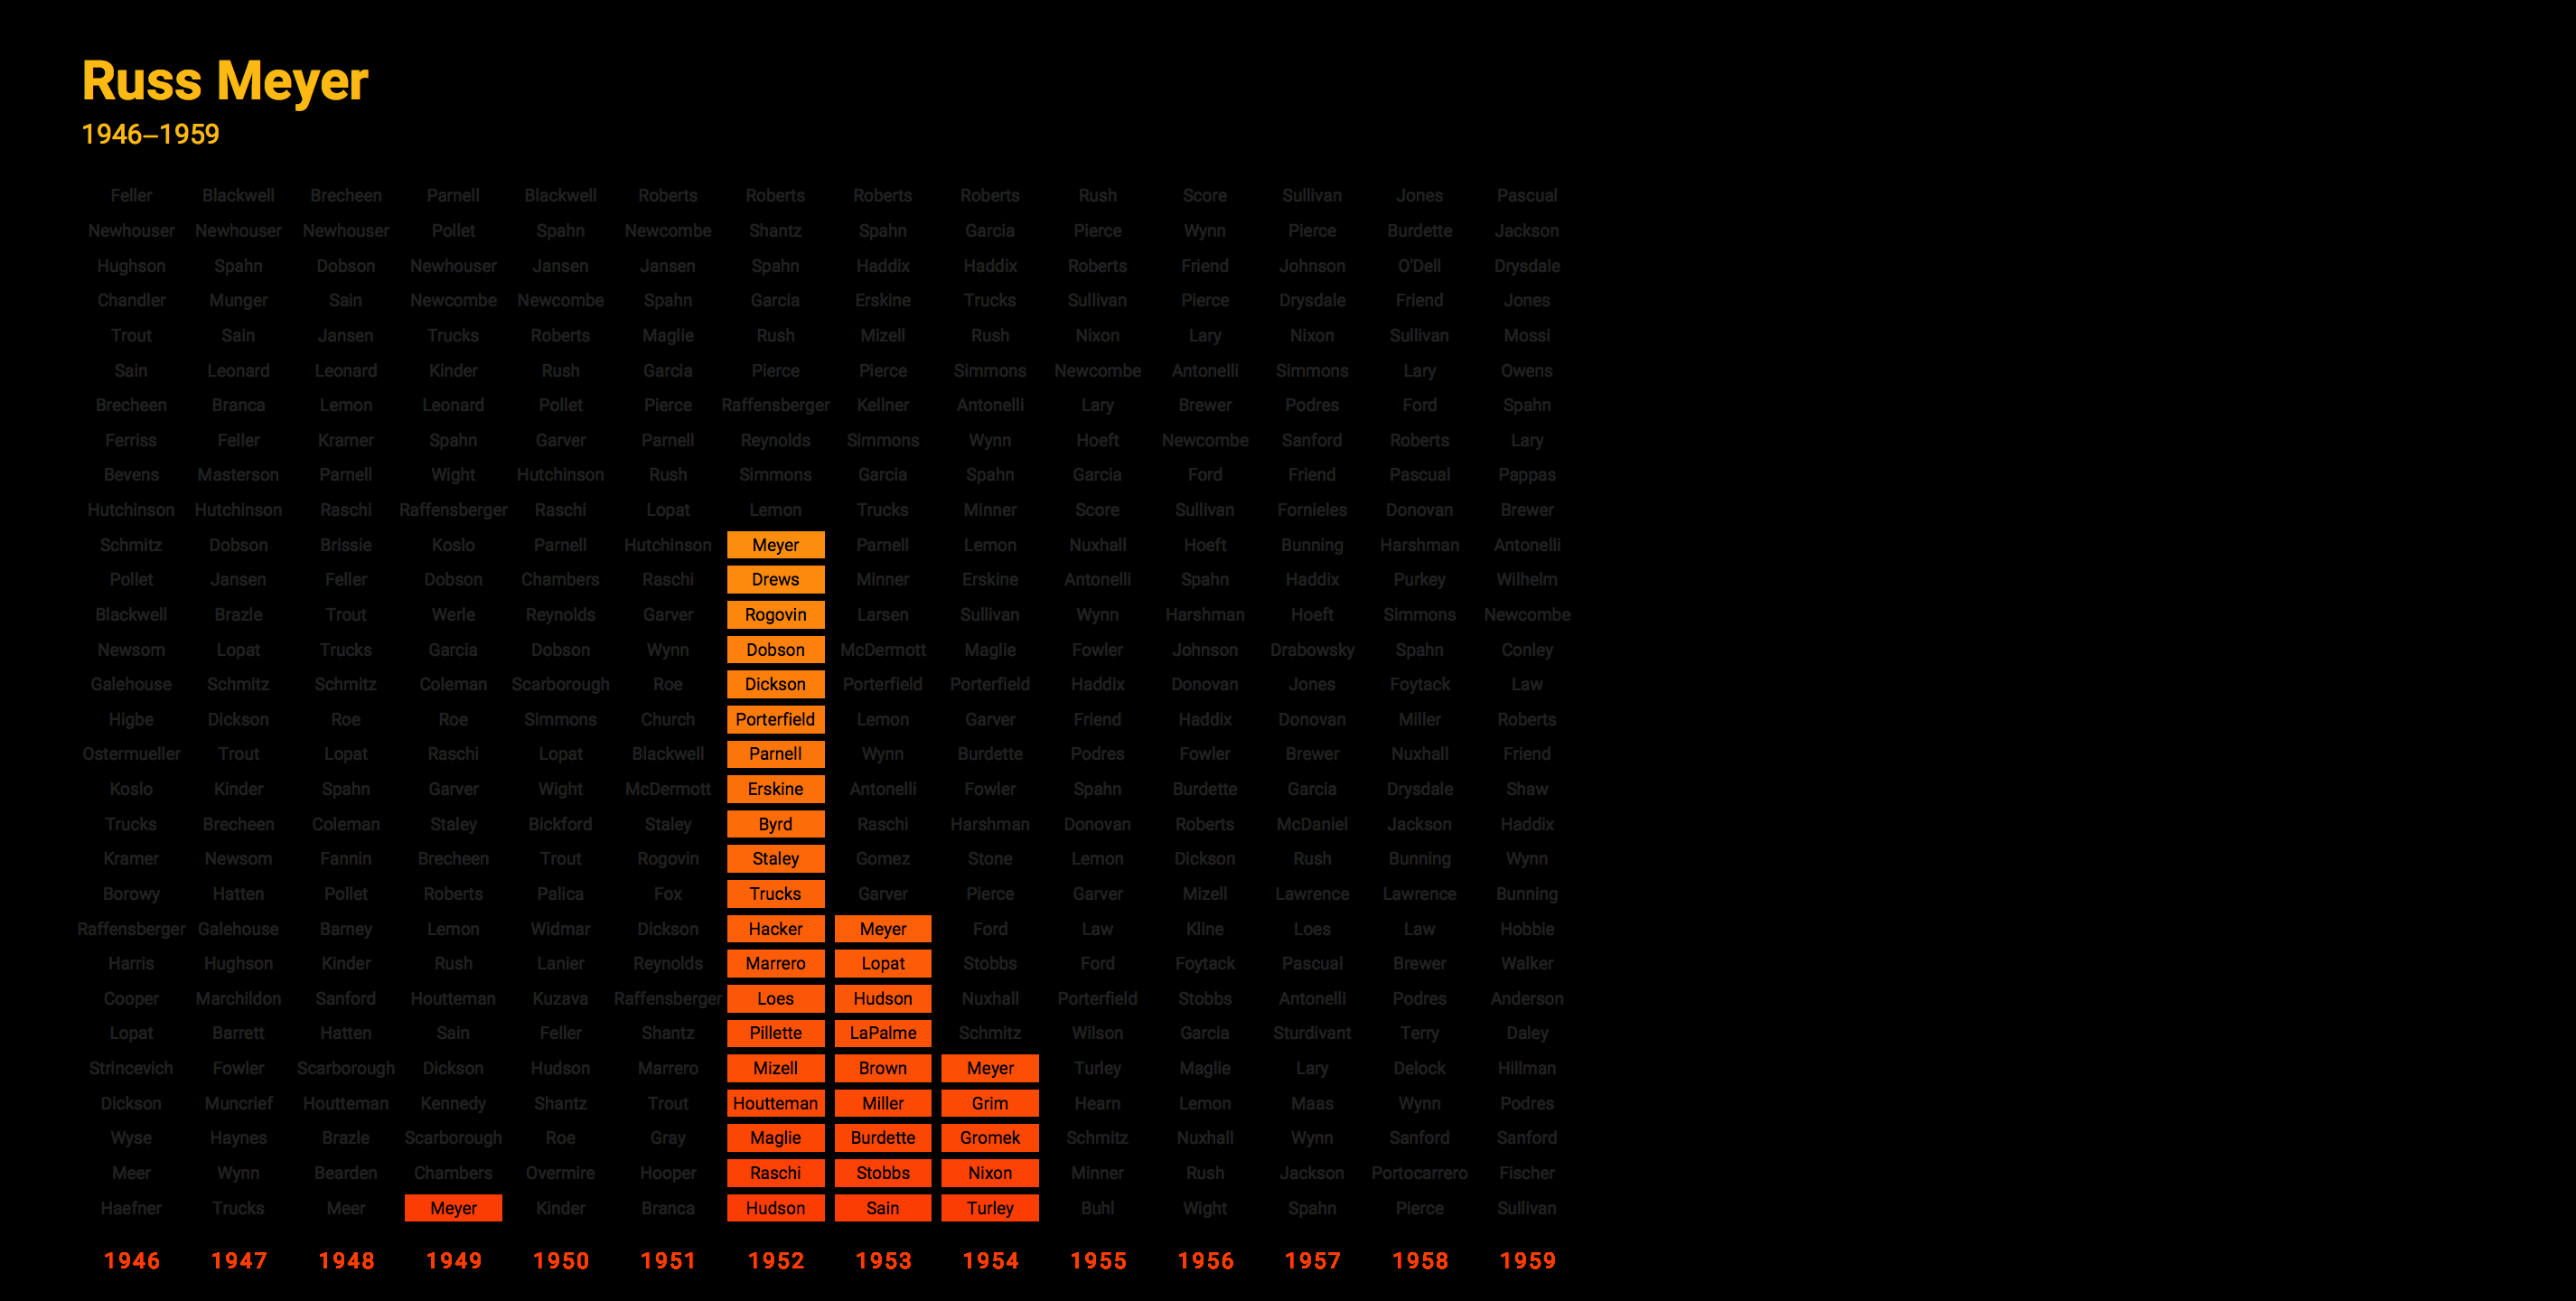 Russ Meyer
1946–1959
Feller Blackwell Brecheen Parnell Blackwell Roberts Roberts Roberts Roberts Rush Score Sullivan Jones Pascual
Newhouser Newhouser Newhouser Pollet Spahn Newcombe Shantz Spahn Garcia Pierce Wynn Pierce Burdette Jackson
Hughson Spahn Dobson Newhouser Jansen Jansen Spahn Haddix Haddix Roberts Friend Johnson O'Dell Drysdale
Chandler Munger Sain Newcombe Newcombe Spahn Garcia Erskine Trucks Sullivan Pierce Drysdale Friend Jones
Trout Sain Jansen Trucks Roberts Maglie Rush Mizell Rush Nixon Lary Nixon Sullivan Mossi
Sain Leonard Leonard Kinder Rush Garcia Pierce Pierce Simmons Newcombe Antonelli Simmons Lary Owens
Brecheen Branca Lemon Leonard Pollet Pierce Raffensberger Kellner Antonelli Lary Brewer Podres Ford Spahn
Ferriss Feller Kramer Spahn Garver Parnell Reynolds Simmons Wynn Hoeft Newcombe Sanford Roberts Lary
Bevens Masterson Parnell Wight Hutchinson Rush Simmons Garcia Spahn Garcia Ford Friend Pascual Pappas
Hutchinson Hutchinson Raschi Raffensberger Raschi Lopat Lemon Trucks Minner Score Sullivan Fornieles Donovan Brewer
Schmitz Dobson Brissie Koslo Parnell Hutchinson Meyer Parnell Lemon Nuxhall Hoeft Bunning Harshman Antonelli
Pollet Jansen Feller Dobson Chambers Raschi Drews Minner Erskine Antonelli Spahn Haddix Purkey Wilhelm
Blackwell Brazle Trout Werle Reynolds Garver Rogovin Larsen Sullivan Wynn Harshman Hoeft Simmons Newcombe
Newsom Lopat Trucks Garcia Dobson Wynn Dobson McDermott Maglie Fowler Johnson Drabowsky Spahn Conley
Galehouse Schmitz Schmitz Coleman Scarborough Roe Dickson Porterfield Porterfield Haddix Donovan Jones Foytack Law
Higbe Dickson Roe Roe Simmons Church Porterfield Lemon Garver Friend Haddix Donovan Miller Roberts
Ostermueller Trout Lopat Raschi Lopat Blackwell Parnell Wynn Burdette Podres Fowler Brewer Nuxhall Friend
Koslo Kinder Spahn Garver Wight McDermott Erskine Antonelli Fowler Spahn Burdette Garcia Drysdale Shaw
Trucks Brecheen Coleman Staley Bickford Staley Byrd Raschi Harshman Donovan Roberts McDaniel Jackson Haddix
Kramer Newsom Fannin Brecheen Trout Rogovin Staley Gomez Stone Lemon Dickson Rush Bunning Wynn
Borowy Hatten Pollet Roberts Palica Fox Trucks Garver Pierce Garver Mizell Lawrence Lawrence Bunning
Raffensberger Galehouse Barney Lemon Widmar Dickson Hacker Meyer Ford Law Kline Loes Law Hobbie
Harris Hughson Kinder Rush Lanier Reynolds Marrero Lopat Stobbs Ford Foytack Pascual Brewer Walker
Cooper Marchildon Sanford Houtteman Kuzava Raffensberger Loes Hudson Nuxhall Porterfield Stobbs Antonelli Podres Anderson
Lopat Barrett Hatten Sain Feller Shantz Pillette LaPalme Schmitz Wilson Garcia Sturdivant Terry Daley
Strincevich Fowler Scarborough Dickson Hudson Marrero Mizell Brown Meyer Turley Maglie Lary Delock Hillman
Dickson Muncrief Houtteman Kennedy Shantz Trout Houtteman Miller Grim Hearn Lemon Maas Wynn Podres
Wyse Haynes Brazle Scarborough Roe Gray Maglie Burdette Gromek Schmitz Nuxhall Wynn Sanford Sanford
Meer Wynn Bearden Chambers Overmire Hooper Raschi Stobbs Nixon Minner Rush Jackson Portocarrero Fischer
Haefner Trucks Meer Meyer Kinder Branca Hudson Sain Turley Buhl Wight Spahn Pierce Sullivan
1946 1947 1948 1949 1950 1951 1952 1953 1954 1955 1956 1957 1958 1959